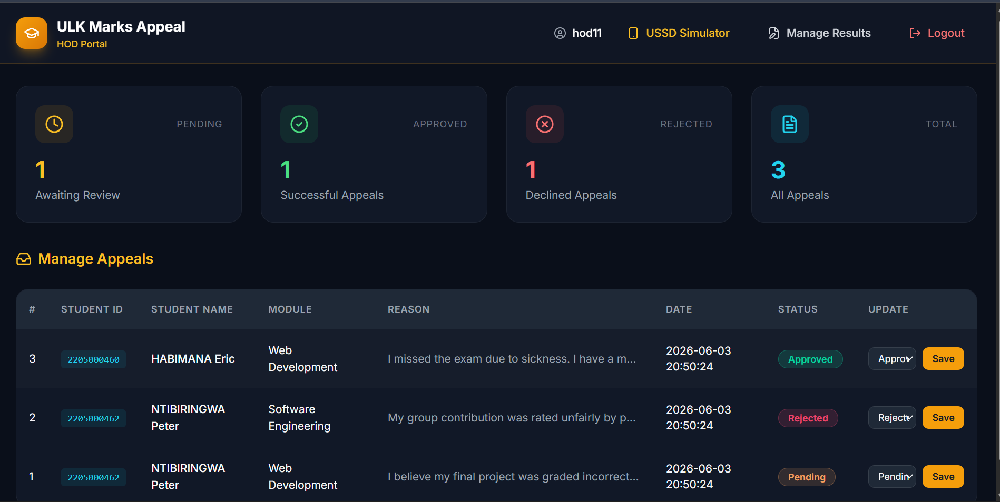 ULK Marks Appeal
HOD Portal
hod11
USSD Simulator
Manage Results
Logout
PENDING
1
Awaiting Review
APPROVED
1
Successful Appeals
REJECTED
1
Declined Appeals
TOTAL
3
All Appeals
Manage Appeals
# STUDENT ID STUDENT NAME MODULE REASON DATE STATUS UPDATE
3 2205000460 HABIMANA Eric
Web
Development
I missed the exam due to sickness. I have a m...
2026-06-03
20:50:24
Approved
Approv
Save
2 2205000462
NTIBIRINGWA
Peter
Software
Engineering
My group contribution was rated unfairly by p...
2026-06-03
20:50:24
Rejected
Reject
Save
1 2205000462
NTIBIRINGWA
Peter
Web
Development
I believe my final project was graded incorrect...
2026-06-03
20:50:24
Pending
Pendin
Save